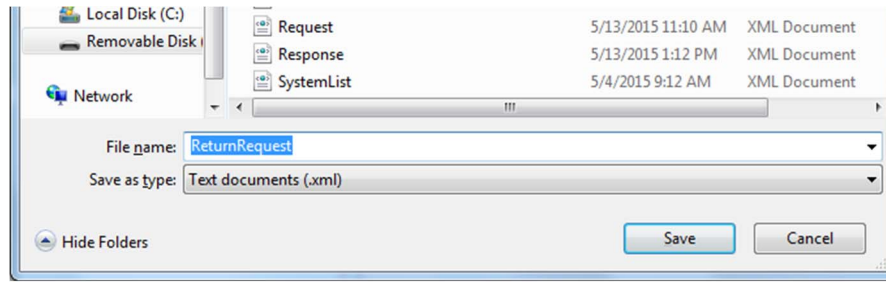 Local Disk (C:)
Removable Disk (
Network
Request 5/13/2015 11:10 AM XML Document
Response 5/13/2015 1:12 PM XML Document
SystemList 5/4/2015 9:12 AM XML Document
File name: ReturnRequest
Save as type: Text documents (.xml)
Hide Folders Save Cancel